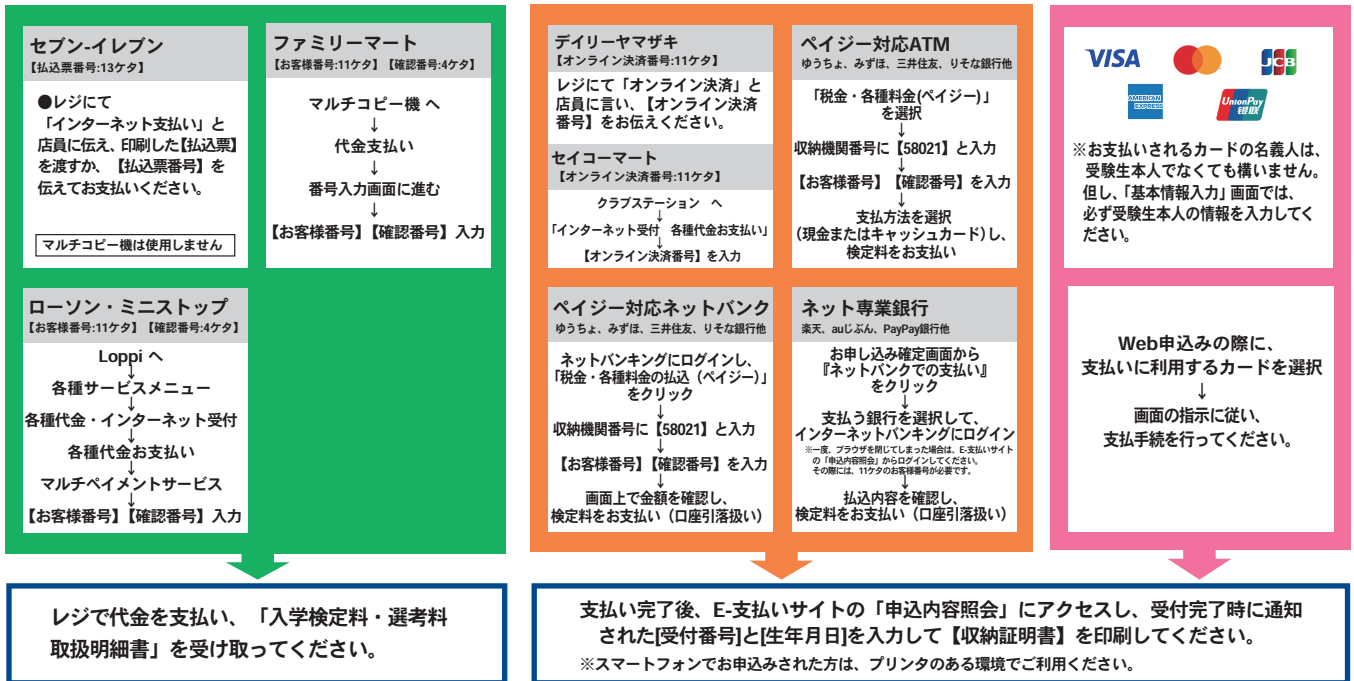 セブン-イレブン
【払込票番号:13ケタ】
●レジにて
「インターネット支払い」と
店員に伝え、印刷した【払込票】
を渡すか、【払込票番号】を
伝えてお支払いください。
マルチコピー機は使用しません
ファミリーマート
【お客様番号:11ケタ】【確認番号:4ケタ】
マルチコピー機 へ
↓
代金支払い
↓
番号入力画面に進む
↓
【お客様番号】【確認番号】入力
ローソン・ミニストップ
【お客様番号:11ケタ】【確認番号:4ケタ】
Loppi へ
↓
各種サービスメニュー
↓
各種代金・インターネット受付
↓
各種代金お支払い
↓
マルチペイメントサービス
↓
【お客様番号】【確認番号】入力
デイリーヤマザキ
【オンライン決済番号:11ケタ】
レジにて「オンライン決済」と
店員に言い、【オンライン決済
番号】をお伝えください。
セイコーマート
【オンライン決済番号:11ケタ】
クラブステーション へ
↓
「インターネット受付 各種代金お支払い」
↓
【オンライン決済番号】を入力
ペイジー対応ATM
ゆうちょ、みずほ、三井住友、りそな銀行他
「税金・各種料金(ペイジー)」
を選択
↓
収納機関番号に【58021】と入力
↓
【お客様番号】【確認番号】を入力
↓
支払方法を選択
(現金またはキャッシュカード)し、
検定料をお支払い
ペイジー対応ネットバンク
ゆうちょ、みずほ、三井住友、りそな銀行他
ネットバンキングにログインし、
「税金・各種料金の払込(ペイジー)」
をクリック
↓
収納機関番号に【58021】と入力
↓
【お客様番号】【確認番号】を入力
↓
画面上で金額を確認し、
検定料をお支払い(口座引落扱い)
ネット専業銀行
楽天、auじぶん、PayPay銀行他
お申し込み確定画面から
『ネットバンクでの支払い』
をクリック
↓
支払う銀行を選択して、
インターネットバンキングにログイン
※一度、ブラウザを閉じてしまった場合は、E-支払いサイト
の「申込内容照会」からログインしてください。
その際には、11ケタのお客様番号が必要です。
↓
払込内容を確認し、
検定料をお支払い(口座引落扱い)
VISA
JCB
AMERICAN
EXPRESS
UnionPay
银联
※お支払いされるカードの名義人は、
受験生本人でなくても構いません。
但し、「基本情報入力」画面では、
必ず受験生本人の情報を入力してく
ださい。
Web申込みの際に、
支払いに利用するカードを選択
↓
画面の指示に従い、
支払手続を行ってください。
レジで代金を支払い、「入学検定料・選考料
取扱明細書」を受け取ってください。
支払い完了後、E-支払いサイトの「申込内容照会」にアクセスし、受付完了時に通知
された[受付番号]と[生年月日]を入力して【収納証明書】を印刷してください。
※スマートフォンでお申込みされた方は、プリンタのある環境でご利用ください。